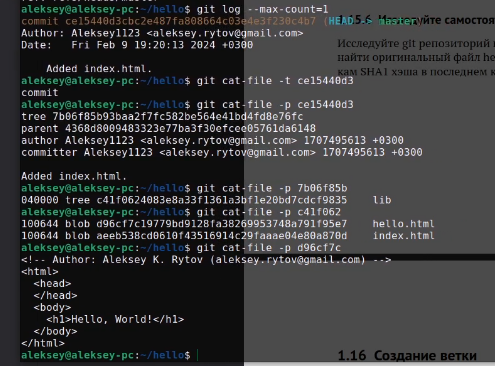 aleksey@aleksey-pc:~/hello$ git log --max-count=1
commit ce15440d3cbc2e487fa808664c03e4e3f230c4b7 (HEAD -> master
Author: Aleksey1123 <aleksey.rytov@gmail.com>
Date:   Fri Feb 9 19:20:13 2024 +0300
    Added index.html.
aleksey@aleksey-pc:~/hello$ git cat-file -t ce15440d3
commit
aleksey@aleksey-pc:~/hello$ git cat-file -p ce15440d3
tree 7b06f85b93baa2f7fc582be564e41bd4fd8e76fc
parent 4368d8009483323e77ba3f30efcee05761da6148
author Aleksey1123 <aleksey.rytov@gmail.com> 1707495613 +0300
committer Aleksey1123 <aleksey.rytov@gmail.com> 1707495613 +0300
Added index.html.
aleksey@aleksey-pc:~/hello$ git cat-file -p 7b06f85b
040000 tree c41f0624083e8a33f1361a3bf1e20bd7cdcf9835    lib
aleksey@aleksey-pc:~/hello$ git cat-file -p c41f062
100644 blob d96cf7c19779bd9128fa38269953748a791f95e7    hello.html
100644 blob aeeb538cd0610f43516914c29faaae04e80a870d    index.html
aleksey@aleksey-pc:~/hello$ git cat-file -p d96cf7c
<!-- Author: Aleksey K. Rytov (aleksey.rytov@gmail.com) -->
<html>
  <head>
  </head>
  <body>
    <h1>Hello, World!</h1>
  </body>
</html>
aleksey@aleksey-pc:~/hello$
Исследуйте самостоя
Исследуйте git репозиторий
найти оригинальный файл he
кам SHA1 хэша в последнем к
1.16 Создание ветки